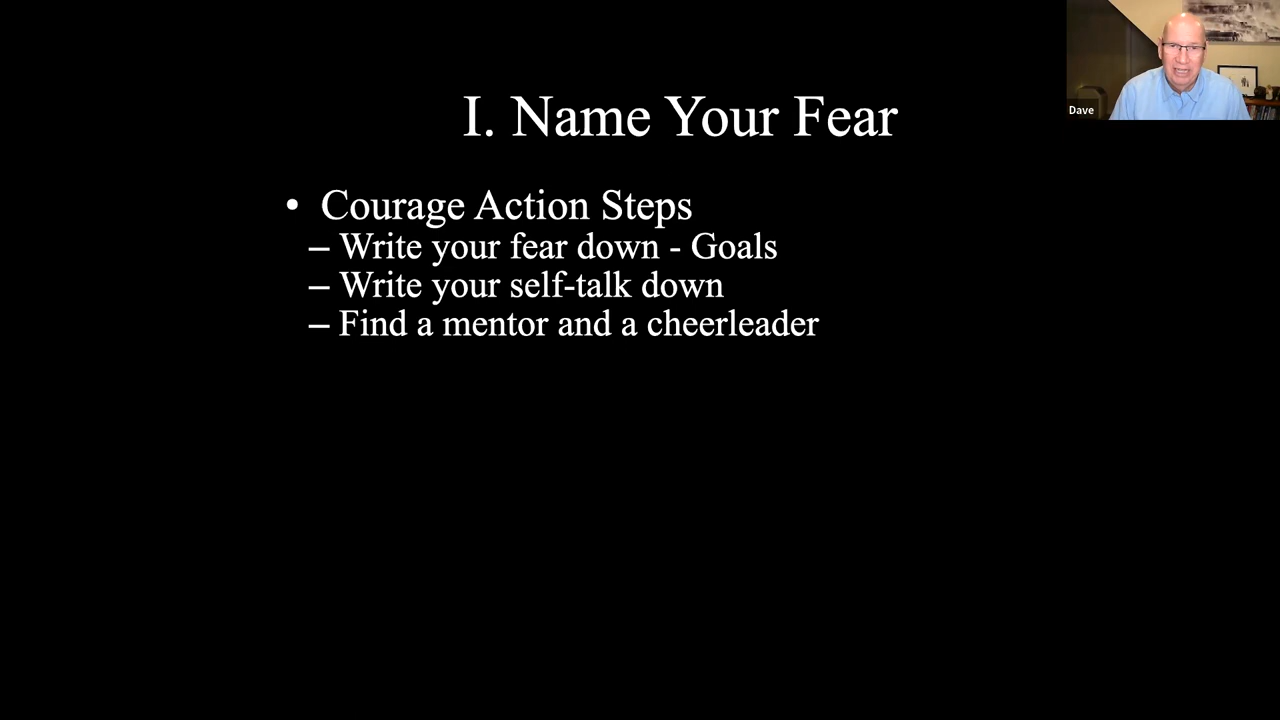 I. Name Your Fear
• Courage Action Steps
– Write your fear down - Goals
– Write your self-talk down
– Find a mentor and a cheerleader
Dave